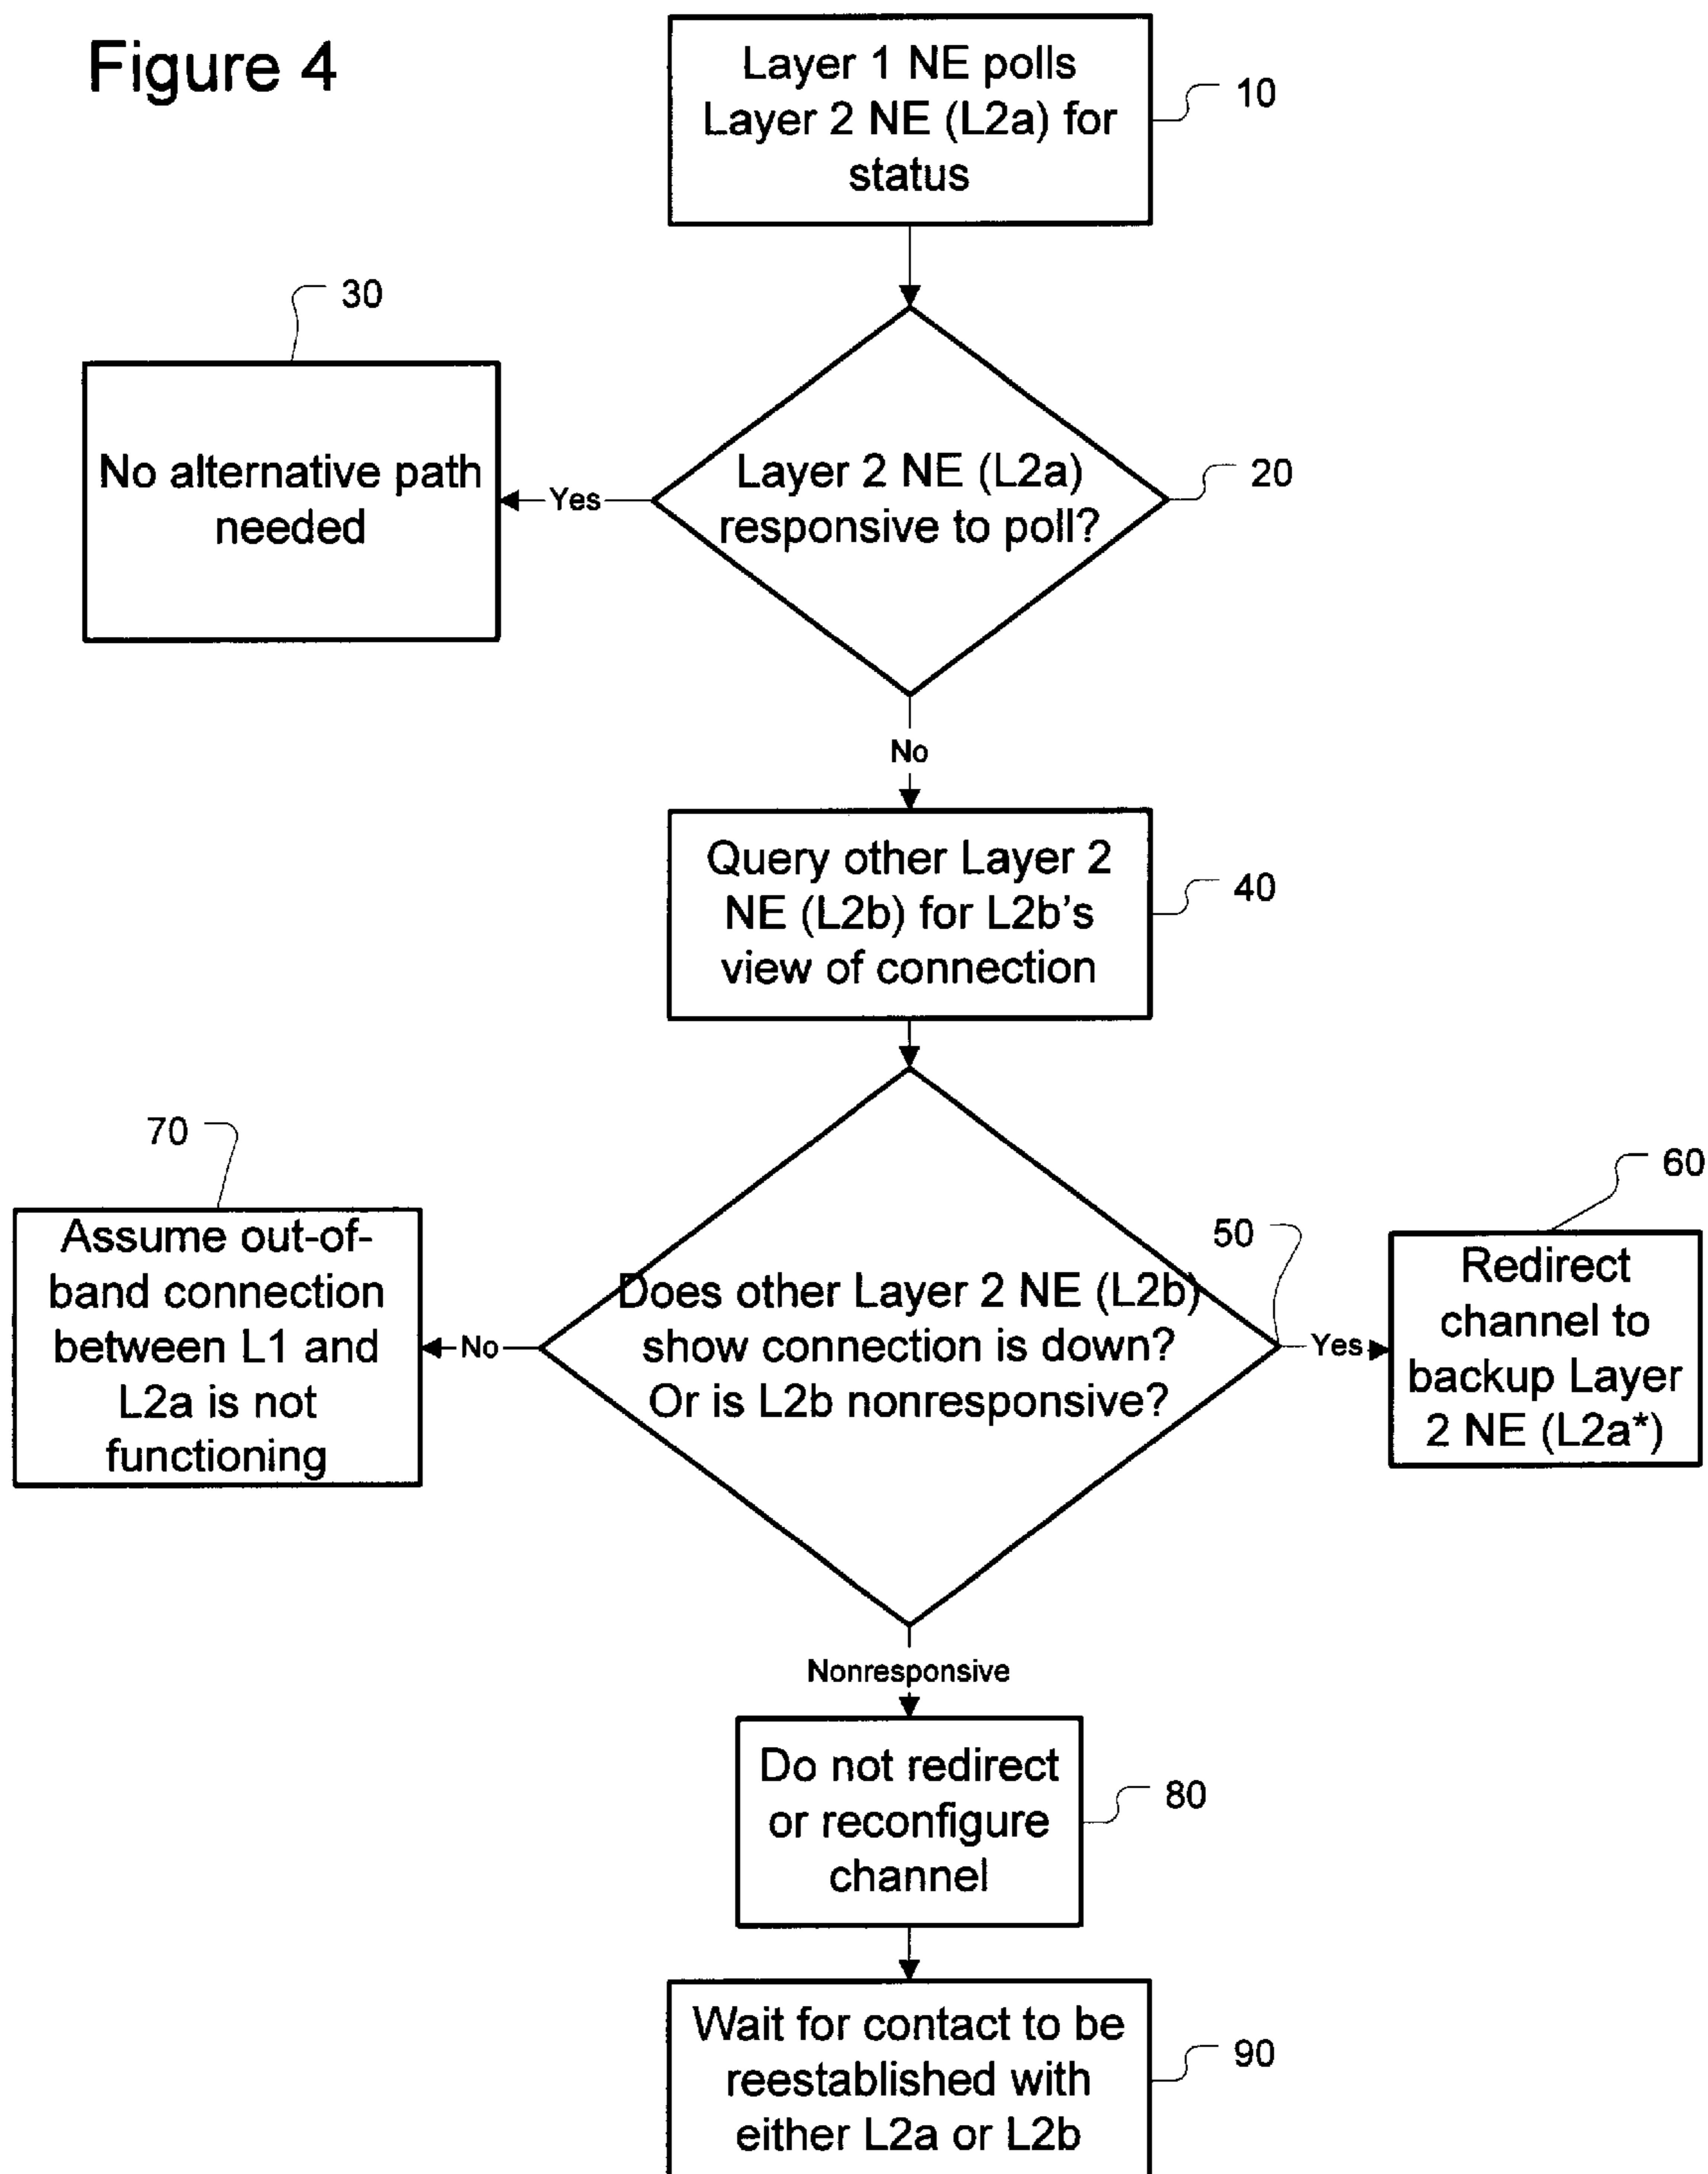 Figure 4
Layer 1 NE polls
Layer 2 NE (L2a) for
status
10
30
No alternative path
needed
Yes
Layer 2 NE (L2a)
responsive to poll?
20
No
Query other Layer 2
NE (L2b) for L2b's
view of connection
40
70
Assume out-of-
band connection
between L1 and
L2a is not
functioning
No
Does other Layer 2 NE (L2b)
show connection is down?
Or is L2b nonresponsive?
50
Yes
60
Redirect
channel to
backup Layer
2 NE (L2a*)
Nonresponsive
Do not redirect
or reconfigure
channel
80
Wait for contact to be
reestablished with
either L2a or L2b
90